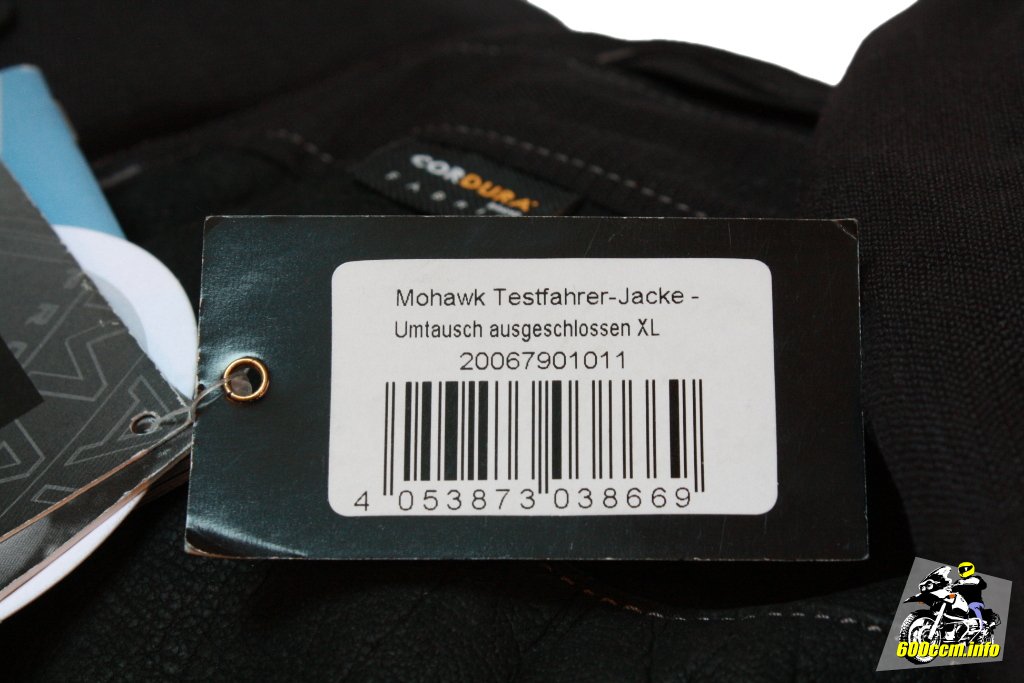 CORDURA
Mohawk Testfahrer-Jacke -
Umtausch ausgeschlossen XL
20067901011
4 053873 038669
600ccm.info